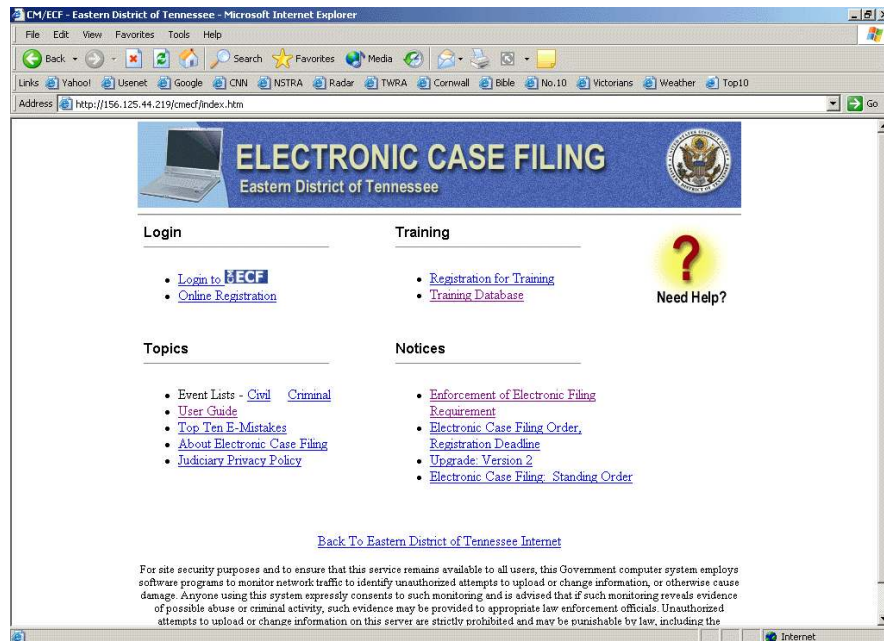 CM/ECF - Eastern District of Tennessee - Microsoft Internet Explorer
File Edit View Favorites Tools Help
Back Search Favorites Media
Links Yahoo! Usenet Google CNN NSTRA Radar TWRA Cornwall Bible No.10 Victorians Weather Top10
Address http://156.125.44.219/cmecf/index.htm Go
ELECTRONIC CASE FILING
Eastern District of Tennessee
Login
Login to ECF
Online Registration
Training
Registration for Training
Training Database
?
Need Help?
Topics
Event Lists - Civil Criminal
User Guide
Top Ten E-Mistakes
About Electronic Case Filing
Judiciary Privacy Policy
Notices
Enforcement of Electronic Filing
Requirement
Electronic Case Filing Order,
Registration Deadline
Upgrade: Version 2
Electronic Case Filing: Standing Order
Back To Eastern District of Tennessee Internet
For site security purposes and to ensure that this service remains available to all users, this Government computer system employs
software programs to monitor network traffic to identify unauthorized attempts to upload or change information, or otherwise cause
damage. Anyone using this system expressly consents to such monitoring and is advised that if such monitoring reveals evidence
of possible abuse or criminal activity, such evidence may be provided to appropriate law enforcement officials. Unauthorized
attempts to upload or change information on this server are strictly prohibited and may be punishable by law, including the
Internet